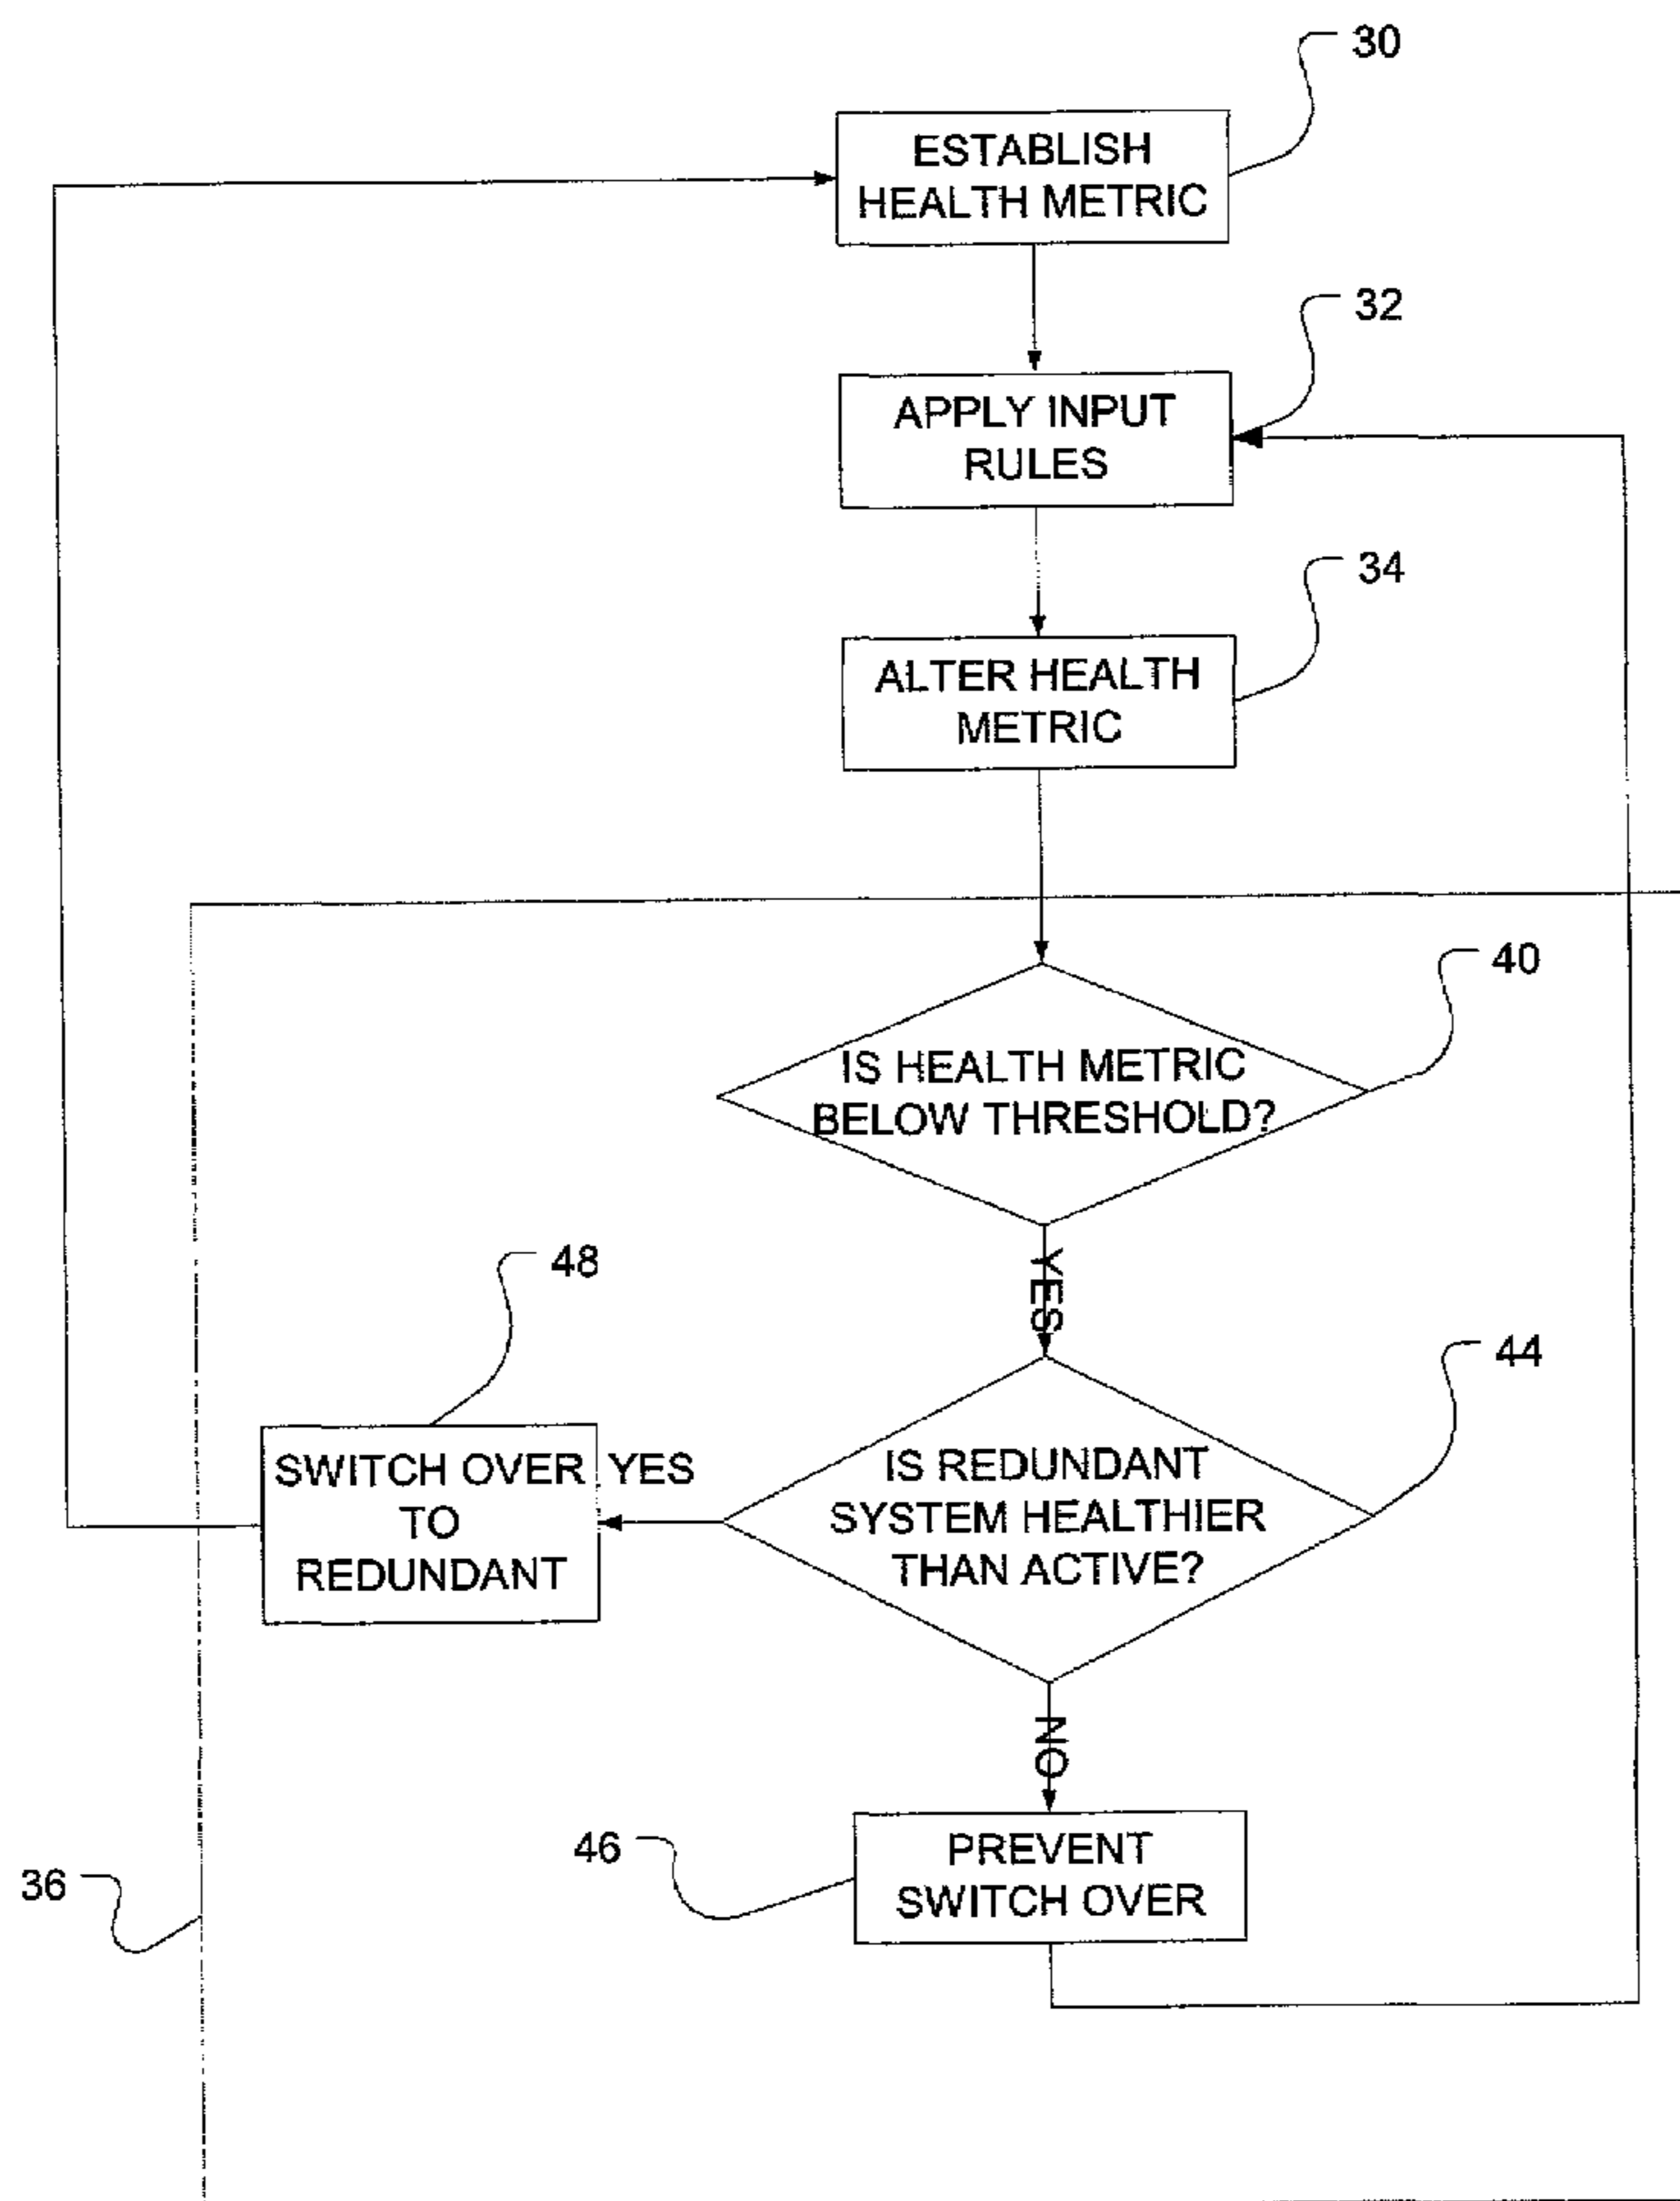 30
ESTABLISH
HEALTH METRIC
32
APPLY INPUT
RULES
34
ALTER HEALTH
METRIC
40
IS HEALTH METRIC
BELOW THRESHOLD?
YES
48
44
SWITCH OVER
TO
REDUNDANT
YES
IS REDUNDANT
SYSTEM HEALTHIER
THAN ACTIVE?
NO
46
PREVENT
SWITCH OVER
36